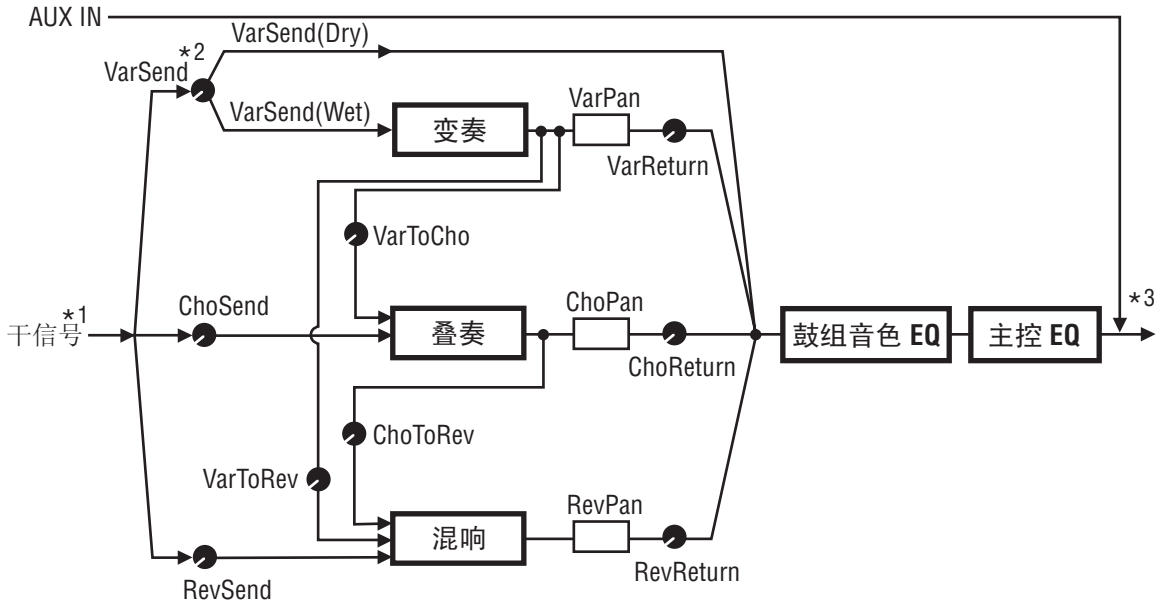 AUX IN
VarSend(Dry)
*2
VarSend
VarSend(Wet)
变奏
VarPan
VarReturn
VarToCho
*1
干信号
ChoSend
叠奏
ChoPan
ChoReturn
鼓组音色 EQ
主控 EQ
*3
ChoToRev
VarToRev
混响
RevPan
RevReturn
RevSend